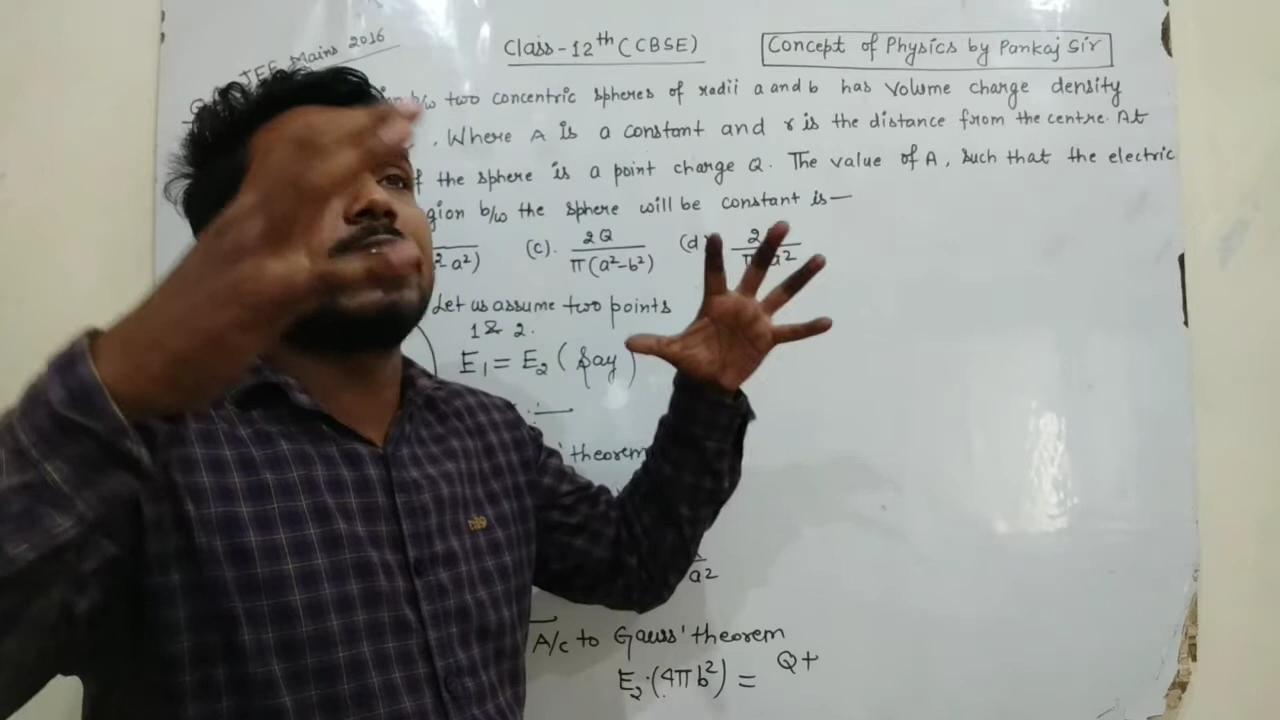 JEE Mains 2016
Class-12th (CBSE)
Concept of Physics by Pankaj Sir
b/w two concentric spheres of radii a and b has volume charge density
. Where A is a constant and r is the distance from the centre. At
the sphere is a point charge Q. The value of A, such that the electric
gion b/w the sphere will be constant is—
a²)
(c). 2Q / π(a²-b²)
(d
Let us assume two points
1 & 2.
E₁ = E₂ (Say)
theorem
a²
A/c to Gauss' theorem
E₂.(4πb²) = Q+